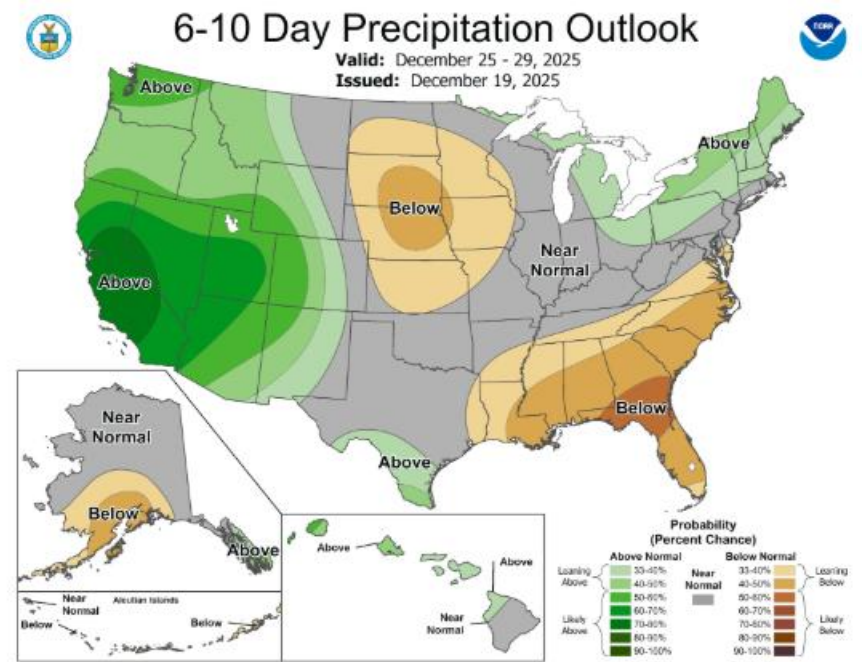 6-10 Day Precipitation Outlook
Valid: December 25 - 29, 2025
Issued: December 19, 2025
NOAA
Above
Above
Below
Near
Normal
Above
Above
Below
Near
Normal
Below
Above
Near
Normal
Aleutian Islands
Below
Below
Above
Above
Near
Normal
Probability
(Percent Chance)
Above Normal
Below Normal
Leaning
Above
33-40%
40-50%
Likely
Above
50-60%
60-70%
70-80%
80-90%
90-100%
Near
Normal
33-40%
40-50%
Leaning
Below
50-60%
60-70%
70-80%
80-90%
90-100%
Likely
Below